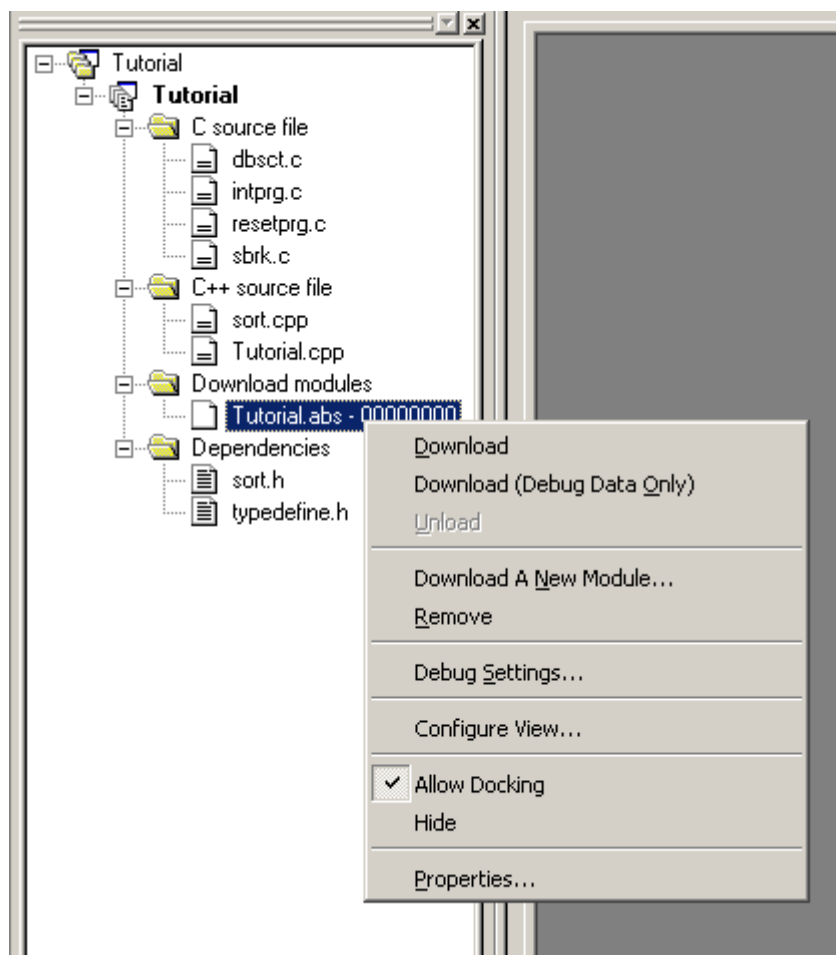 Tutorial
Tutorial
C source file
dbsct.c
intprg.c
resetprg.c
sbrk.c
C++ source file
sort.cpp
Tutorial.cpp
Download modules
Tutorial.abs - 00000000
Dependencies
sort.h
typedefine.h
Download
Download (Debug Data Only)
Unload
Download A New Module...
Remove
Debug Settings...
Configure View...
Allow Docking
Hide
Properties...